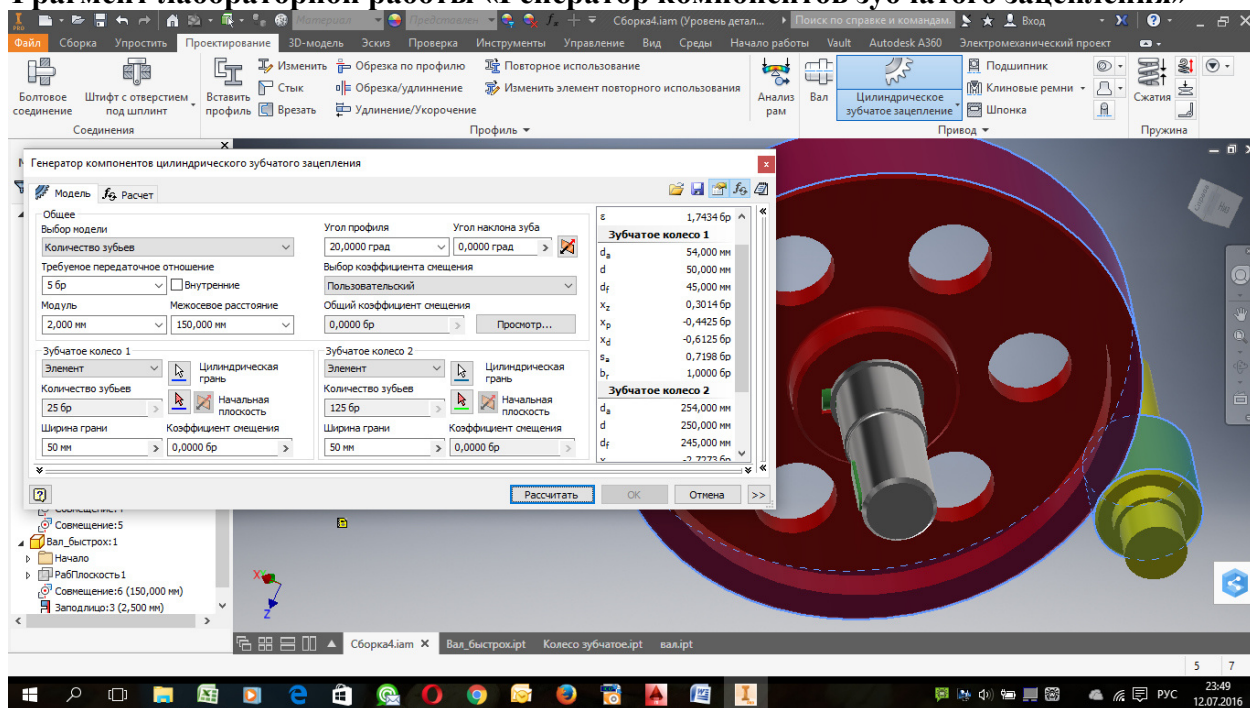 Фрагмент лабораторной работы «Генератор компонентов зубчатого зацепления»
PRO
Материал
Представлен
Сборка4.iam (Уровень детал...
Поиск по справке и командам.
Вход
Файл Сборка Упростить Проектирование 3D-модель Эскиз Проверка Инструменты Управление Вид Среды Начало работы Vault Autodesk A360 Электромеханический проект
Болтовое соединение
Штифт с отверстием под шплинт
Соединения
Вставить профиль
Изменить
Стык
Врезать
Обрезка по профилю
Обрезка/удлиннение
Удлинение/Укорочение
Повторное использование
Изменить элемент повторного использования
Профиль
Анализ рам
Вал
Цилиндрическое зубчатое зацепление
Подшипник
Клиновые ремни
Шпонка
Привод
Сжатия
Пружина
Генератор компонентов цилиндрического зубчатого зацепления
Модель
Расчет
Общее
Выбор модели
Количество зубьев
Требуемое передаточное отношение
5 бр
Внутренние
Модуль
Межосевое расстояние
2,000 мм
150,000 мм
Угол профиля
Угол наклона зуба
20,0000 град
0,0000 град
Выбор коэффициента смещения
Пользовательский
Общий коэффициент смещения
0,0000 бр
Просмотр...
Зубчатое колесо 1
Элемент
Цилиндрическая грань
Количество зубьев
Начальная плоскость
25 бр
Ширина грани
Коэффициент смещения
50 мм
0,0000 бр
Зубчатое колесо 2
Элемент
Цилиндрическая грань
Количество зубьев
Начальная плоскость
125 бр
Ширина грани
Коэффициент смещения
50 мм
0,0000 бр
ε 1,7434 бр
Зубчатое колесо 1
da 54,000 мм
d 50,000 мм
df 45,000 мм
xz 0,3014 бр
xp -0,4425 бр
xd -0,6125 бр
sa 0,7198 бр
br 1,0000 бр
Зубчатое колесо 2
da 254,000 мм
d 250,000 мм
df 245,000 мм
-2,7273 бр
Рассчитать
OK
Отмена
>>
Совмещение:5
Вал_быстрох:1
Начало
РабПлоскость1
Совмещение:6 (150,000 мм)
Заподлицо:3 (2,500 мм)
X
Z
Сборка4.iam
Вал_быстрох.ipt
Колесо зубчатое.ipt
вал.ipt
5 7
РУС
23:49
12.07.2016